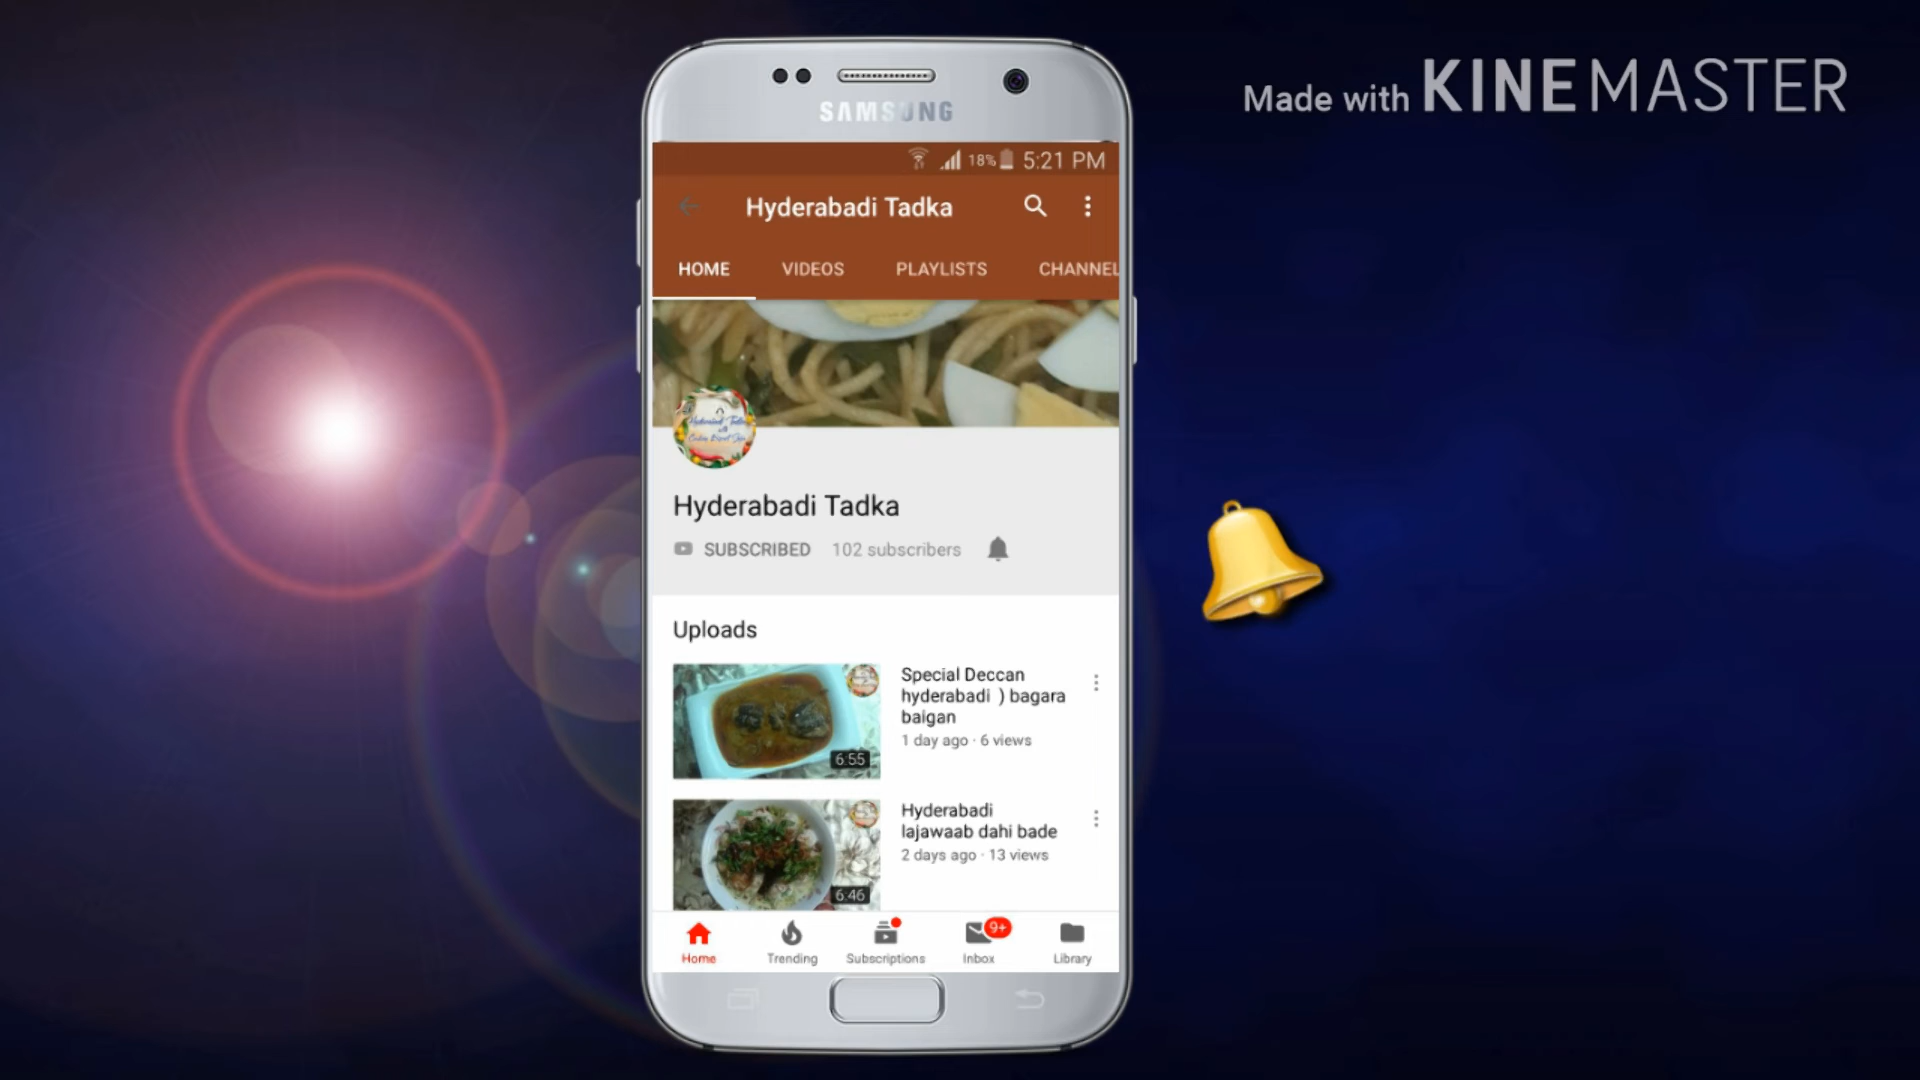 Made with KINEMASTER
SAMSUNG
18% 5:21 PM
Hyderabadi Tadka
HOME VIDEOS PLAYLISTS CHANNEL
Hyderabadi Tadka
SUBSCRIBED 102 subscribers
Uploads
Special Deccan
hyderabadi ) bagara
baigan
1 day ago · 6 views
6:55
Hyderabadi
lajawaab dahi bade
2 days ago · 13 views
6:46
9+
Home Trending Subscriptions Inbox Library